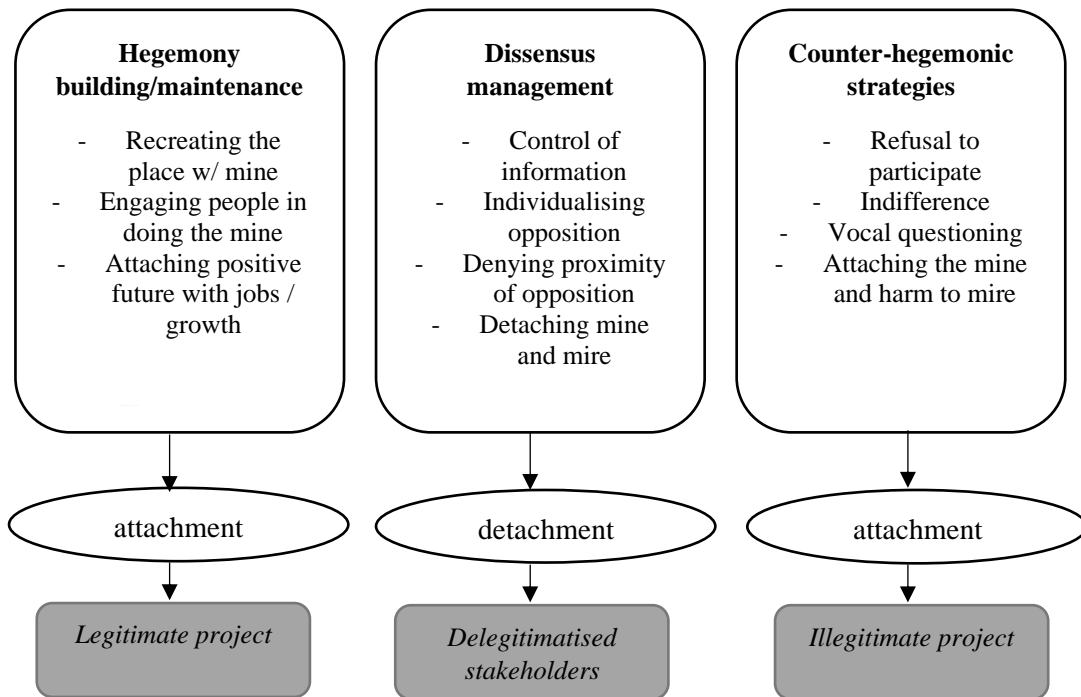 Hegemony
building/maintenance
- Recreating the
place w/ mine
- Engaging people in
doing the mine
- Attaching positive
future with jobs /
growth
Dissensus
management
- Control of
information
- Individualising
opposition
- Denying proximity
of opposition
- Detaching mine
and mire
Counter-hegemonic
strategies
- Refusal to
participate
- Indifference
- Vocal questioning
- Attaching the mine
and harm to mire
attachment
detachment
attachment
Legitimate project
Delegitimatised
stakeholders
Illegitimate project